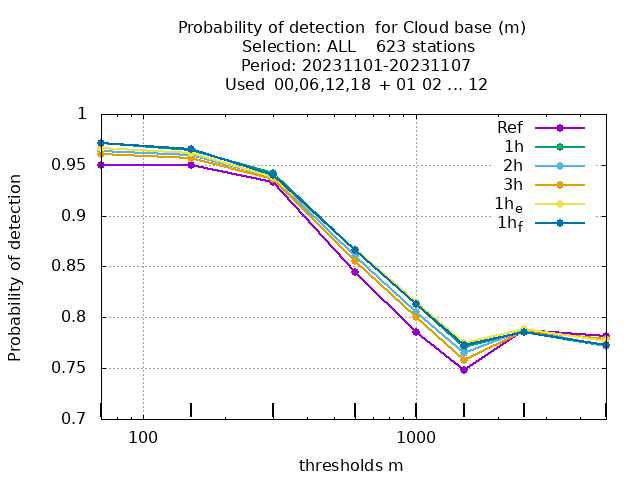 Probability of detection  for Cloud base (m)
Selection: ALL    623 stations
Period: 20231101-20231107
Used  00,06,12,18 + 01 02 ... 12
Probability of detection
1
0.95
0.9
0.85
0.8
0.75
0.7
Ref
1h
2h
3h
1h_e
1h_f
100
1000
thresholds m